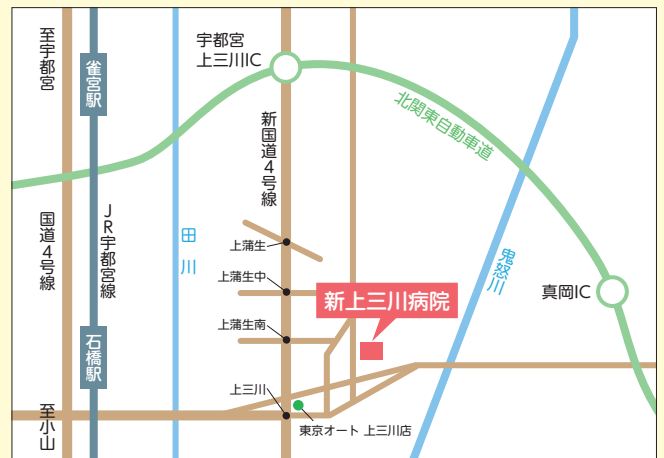 至宇都宮
雀宮駅
宇都宮
上三川IC
北関東自動車道
新国道4号線
国道4号線
JR宇都宮線
田川
上蒲生
上蒲生中
新上三川病院
鬼怒川
真岡IC
上蒲生南
石橋駅
上三川
至小山
東京オート 上三川店